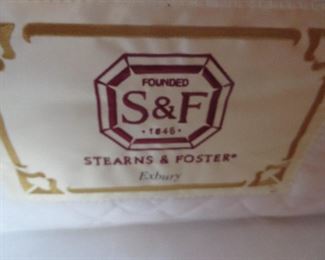 FOUNDED
S&F
• 1846 •
STEARNS & FOSTER®
Exbury